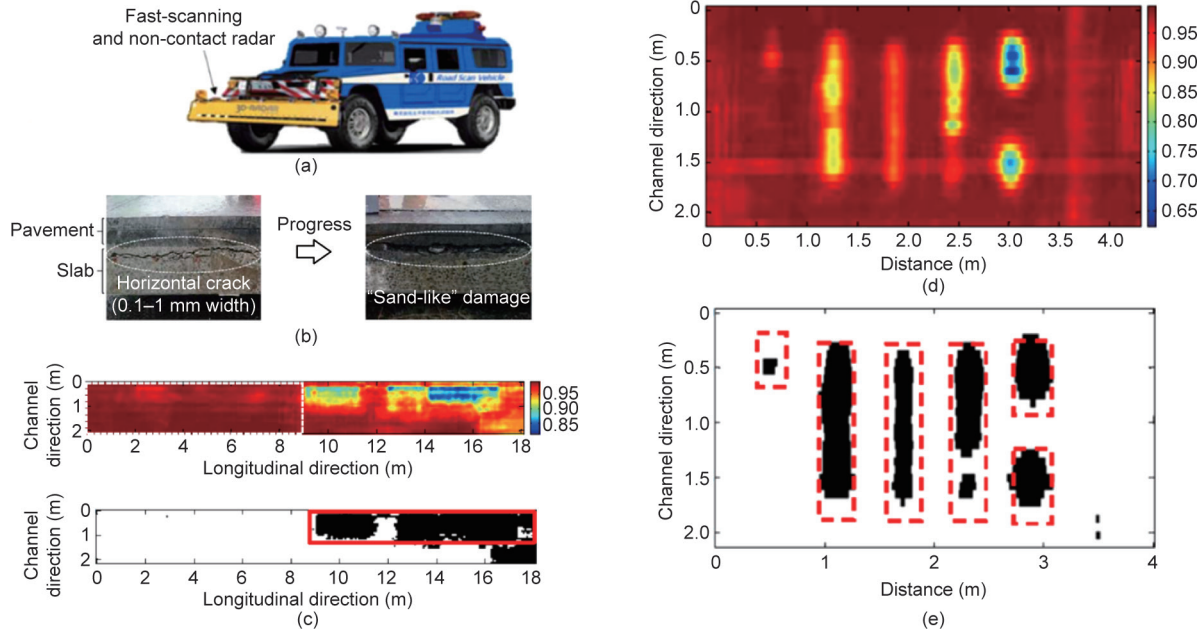 Fast-scanning
and non-contact radar
Road Scan Vehicle
3D-RADAR
(a)
Pavement
Slab
Progress
Horizontal crack
(0.1–1 mm width)
“Sand-like” damage
(b)
Channel
direction (m)
0
1
2
0 2 4 6 8 10 12 14 16 18
0.95
0.90
0.85
Longitudinal direction (m)
Channel
direction (m)
0
1
2
0 2 4 6 8 10 12 14 16 18
Longitudinal direction (m)
(c)
Channel direction (m)
0
0.5
1.0
1.5
2.0
0 0.5 1.0 1.5 2.0 2.5 3.0 3.5 4.0
0.95
0.90
0.85
0.80
0.75
0.70
0.65
Distance (m)
(d)
Channel direction (m)
0
0.5
1.0
1.5
2.0
0 1 2 3 4
Distance (m)
(e)